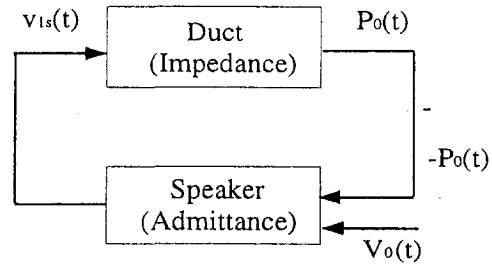 v1s(t)
Duct
(Impedance)
P0(t)
-
-P0(t)
Speaker
(Admittance)
V0(t)